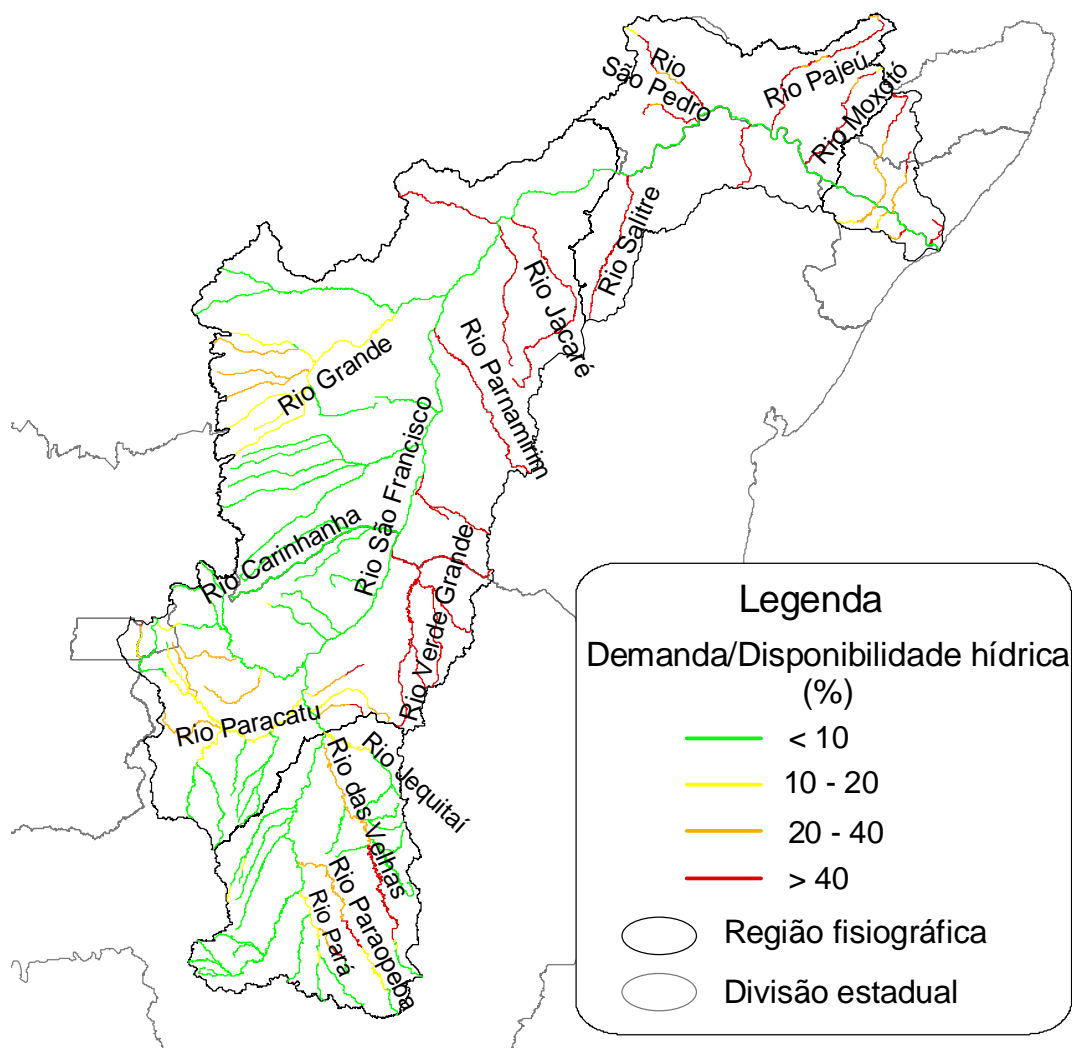 Rio
São Pedro
Rio Pajeú
Rio Moxotó
Rio Salitre
Rio Jacaré
Rio Parnamirim
Rio Grande
Rio São Francisco
Rio Carinhanha
Rio Verde Grande
Rio Paracatu
Rio Jequitaí
Rio das Velhas
Rio Paraopeba
Rio Pará
Legenda
Demanda/Disponibilidade hídrica
(%)
< 10
10 - 20
20 - 40
> 40
Região fisiográfica
Divisão estadual